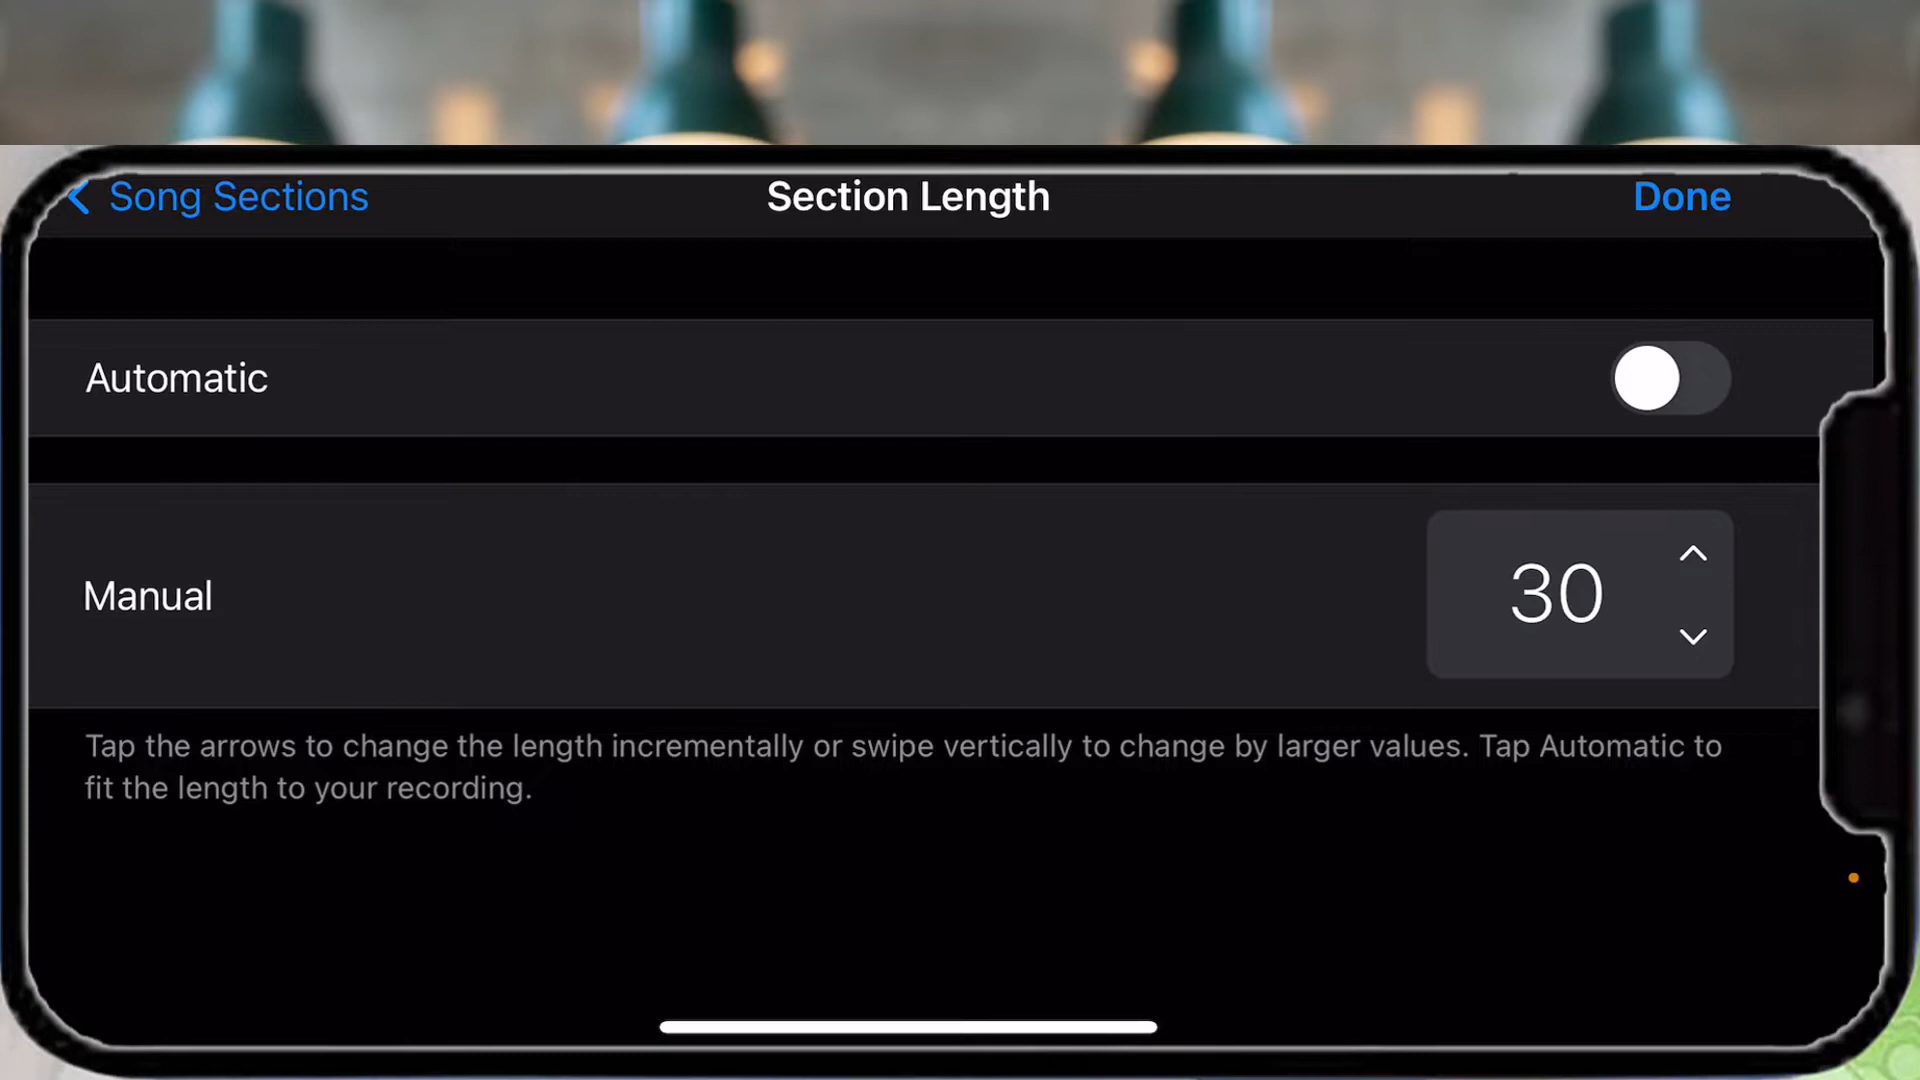 Song Sections
Section Length
Done
Automatic
Manual
30
Tap the arrows to change the length incrementally or swipe vertically to change by larger values. Tap Automatic to
fit the length to your recording.